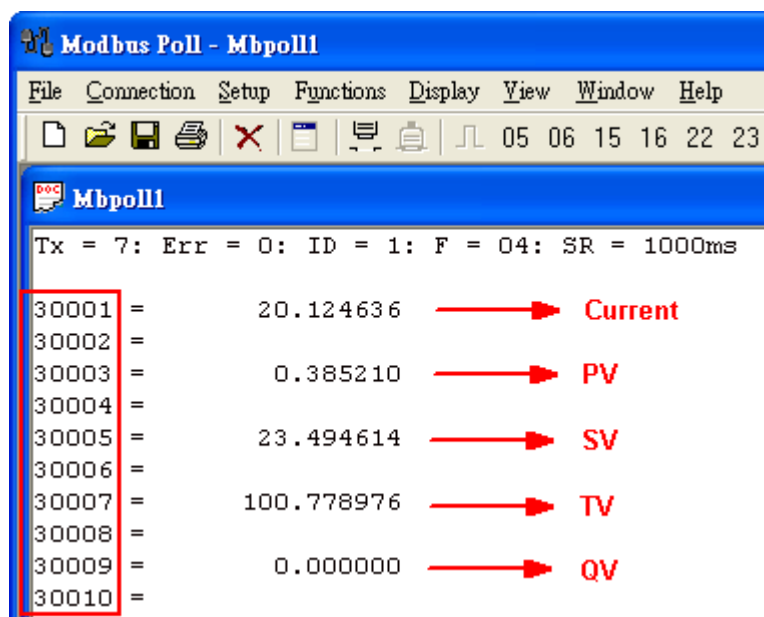 Modbus Poll - Mbpoll1
File Connection Setup Functions Display View Window Help
05 06 15 16 22 23
DOC
Mbpoll1
Tx = 7: Err = 0: ID = 1: F = 04: SR = 1000ms
30001 = 20.124636 Current
30002 =
30003 = 0.385210 PV
30004 =
30005 = 23.494614 SV
30006 =
30007 = 100.778976 TV
30008 =
30009 = 0.000000 QV
30010 =